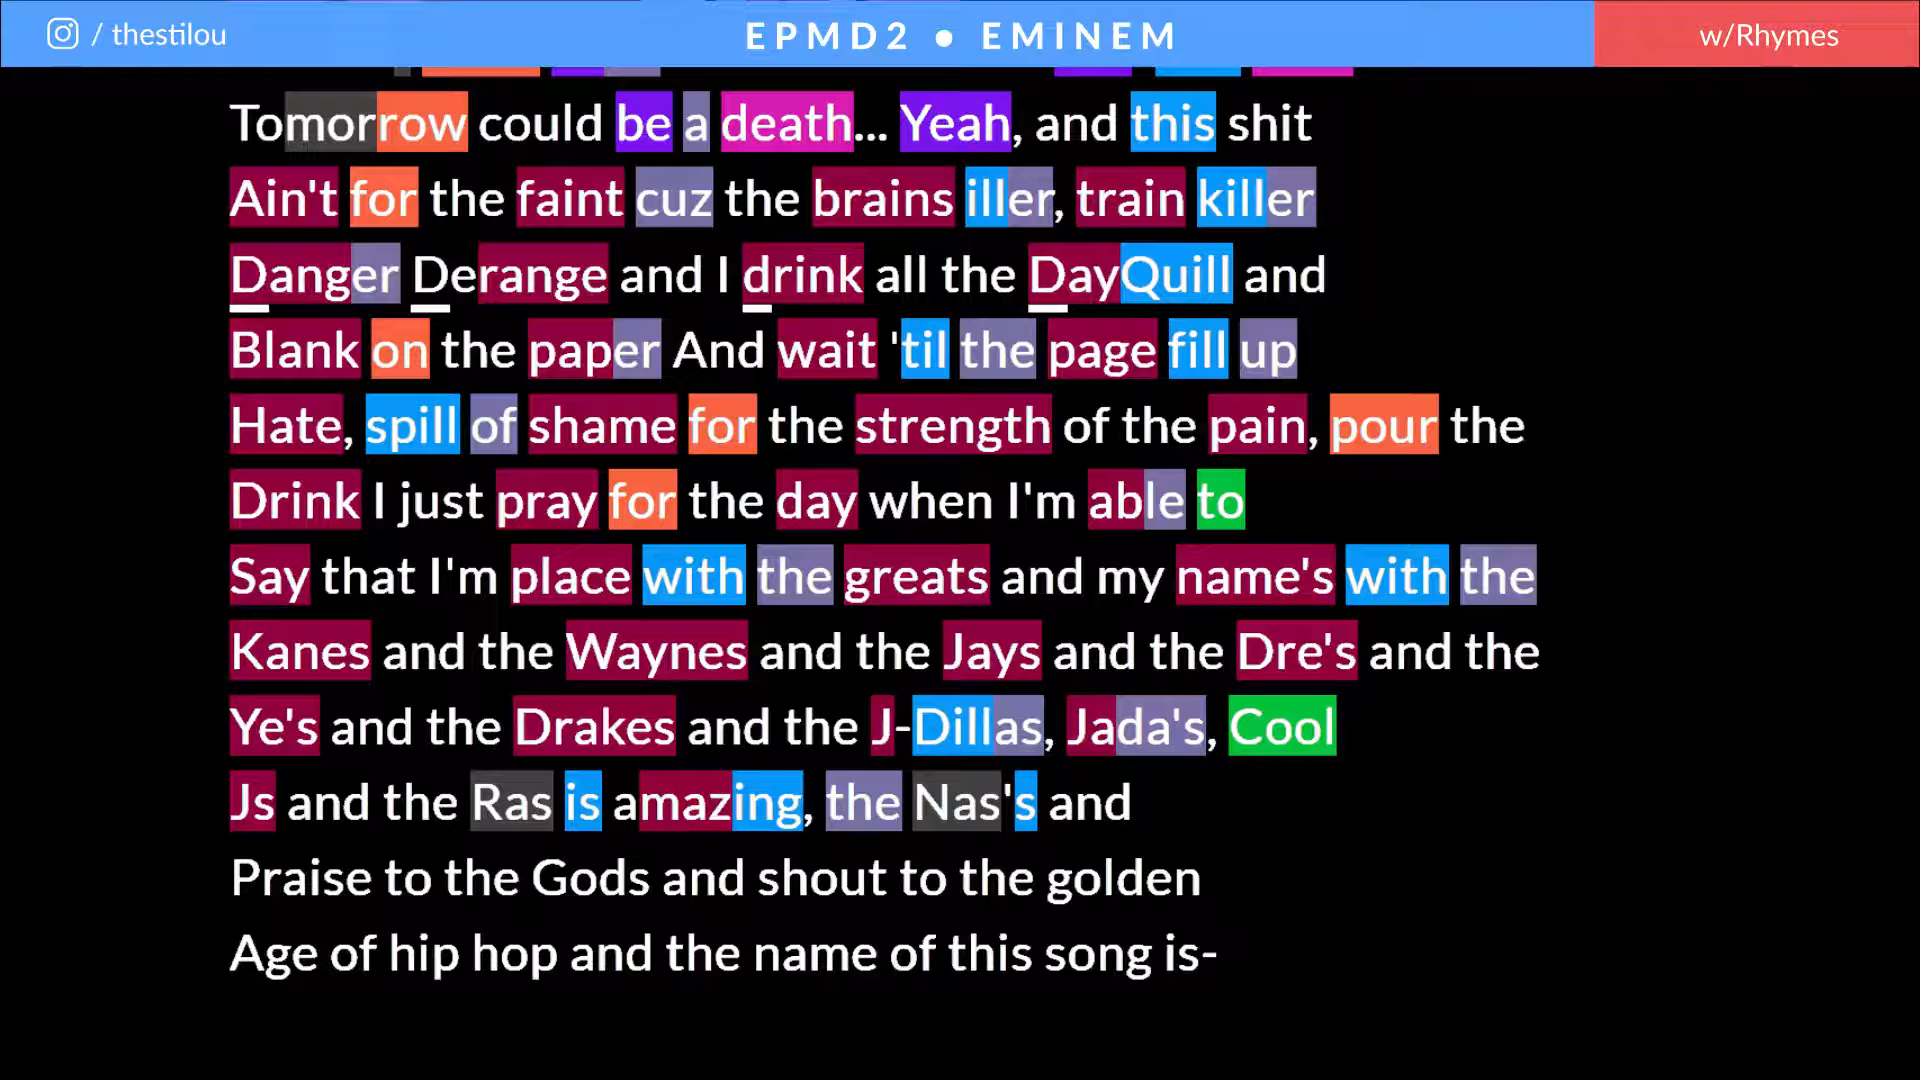 / thestilou
EPMD2 • EMINEM
w/Rhymes
Tomorrow could be a death... Yeah, and this shit
Ain't for the faint cuz the brains iller, train killer
Danger Derange and I drink all the DayQuill and
Blank on the paper And wait 'til the page fill up
Hate, spill of shame for the strength of the pain, pour the
Drink I just pray for the day when I'm able to
Say that I'm place with the greats and my name's with the
Kanes and the Waynes and the Jays and the Dre's and the
Ye's and the Drakes and the J-Dillas, Jada's, Cool
Js and the Ras is amazing, the Nas's and
Praise to the Gods and shout to the golden
Age of hip hop and the name of this song is-